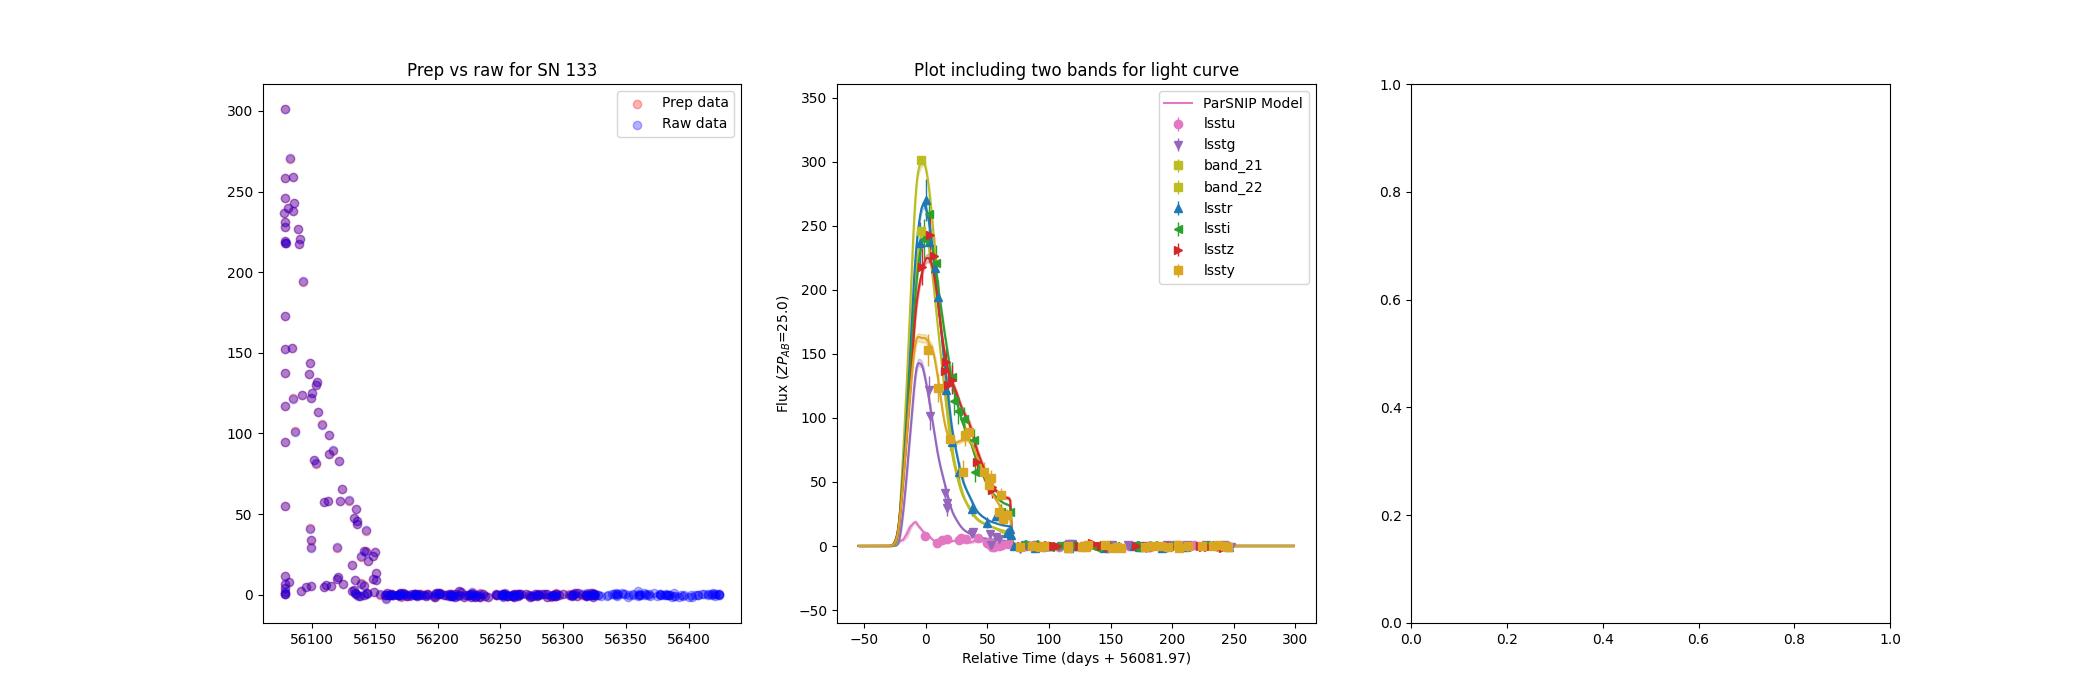 Prep vs raw for SN 133
Prep data
Raw data
300
250
200
150
100
50
0
56100 56150 56200 56250 56300 56350 56400
Plot including two bands for light curve
ParSNIP Model
lsstu
lsstg
band_21
band_22
lsstr
lssti
lsstz
lssty
350
300
250
200
150
100
50
0
−50
Flux (ZP_AB=25.0)
−50 0 50 100 150 200 250 300
Relative Time (days + 56081.97)
1.0
0.8
0.6
0.4
0.2
0.0
0.0 0.2 0.4 0.6 0.8 1.0